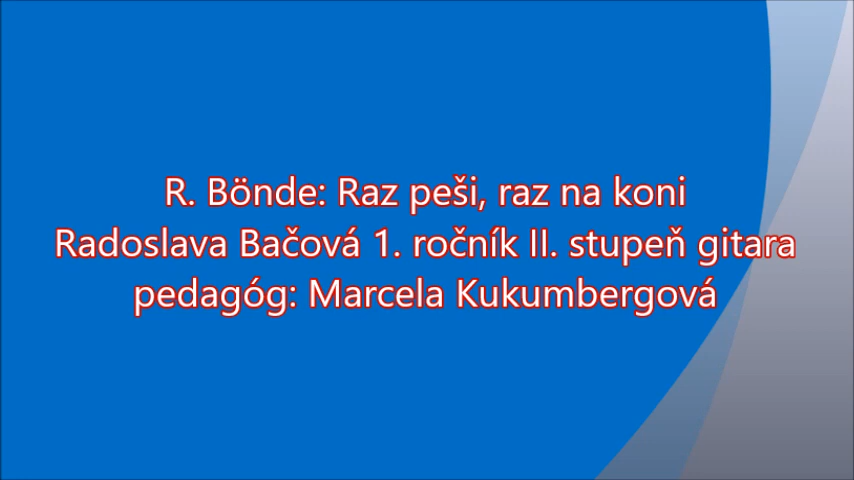 R. Bönde: Raz peši, raz na koni
Radoslava Bačová 1. ročník II. stupeň gitara
pedagóg: Marcela Kukumbergová